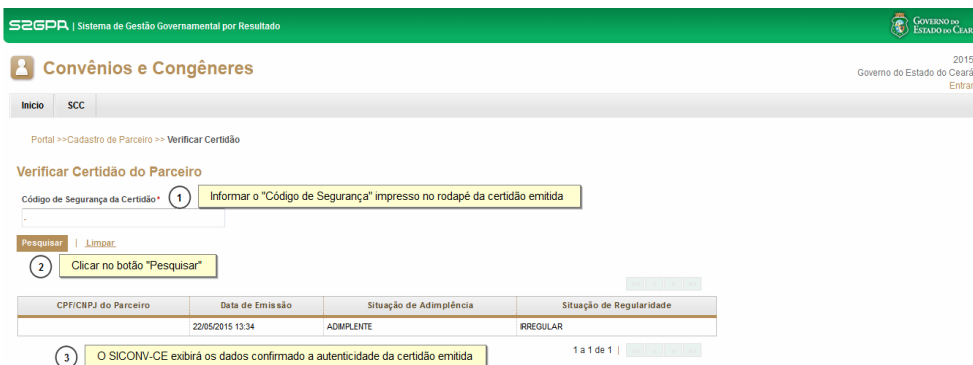 S2GPR | Sistema de Gestão Governamental por Resultado
GOVERNO DO
ESTADO DO CEAR
Convênios e Congêneres
2015
Governo do Estado do Ceará
Entrar
Início SCC
Portal >>Cadastro de Parceiro >> Verificar Certidão
Verificar Certidão do Parceiro
Código de Segurança da Certidão*
1 Informar o "Código de Segurança" impresso no rodapé da certidão emitida
Pesquisar | Limpar
2 Clicar no botão "Pesquisar"
CPF/CNPJ do Parceiro Data de Emissão Situação de Adimplência Situação de Regularidade
22/05/2015 13:34 ADIMPLENTE IRREGULAR
3 O SICONV-CE exibirá os dados confirmado a autenticidade da certidão emitida
1 a 1 de 1 |